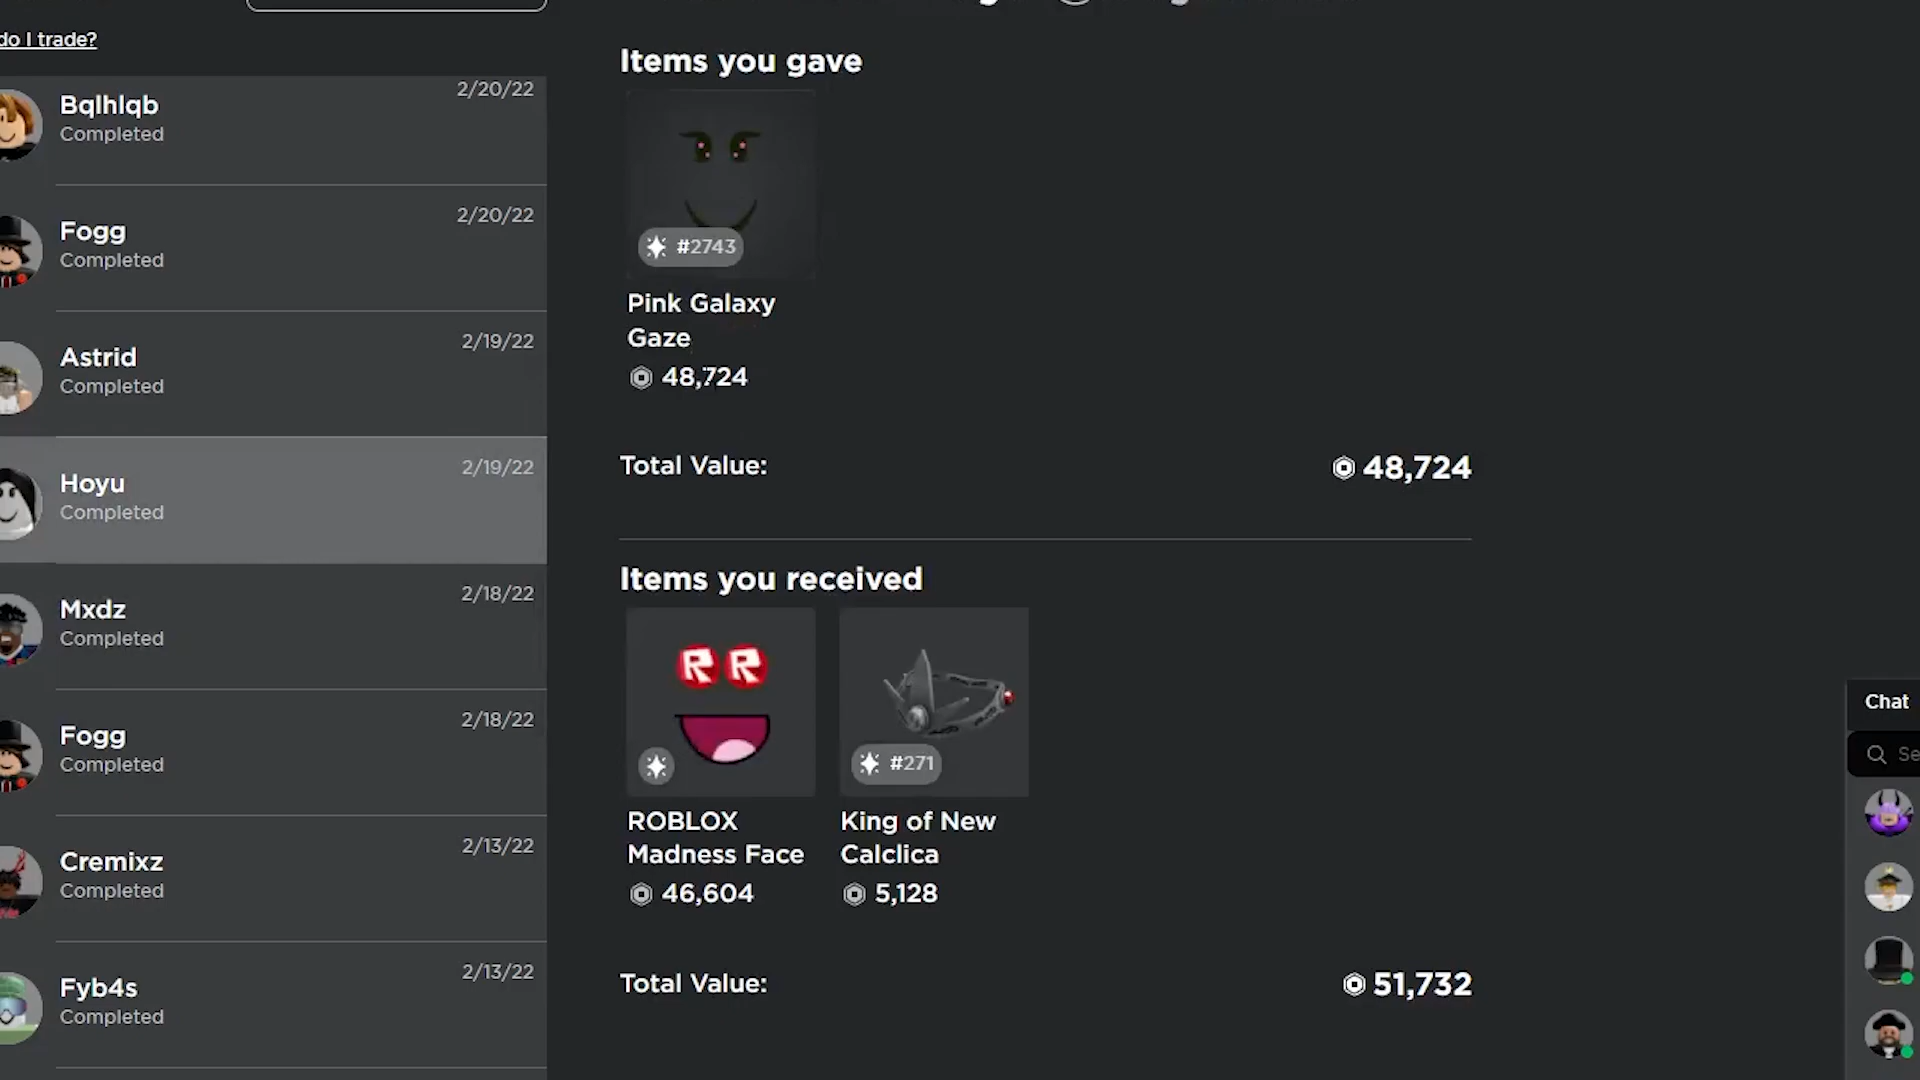 do I trade?
Bqlhlqb
2/20/22
Completed
Fogg
2/20/22
Completed
Astrid
2/19/22
Completed
Hoyu
2/19/22
Completed
Mxdz
2/18/22
Completed
Fogg
2/18/22
Completed
Cremixz
2/13/22
Completed
Fyb4s
2/13/22
Completed
Items you gave
#2743
Pink Galaxy
Gaze
48,724
Total Value:
48,724
Items you received
R R
#271
ROBLOX
Madness Face
46,604
King of New
Calclica
5,128
Total Value:
51,732
Chat
Se